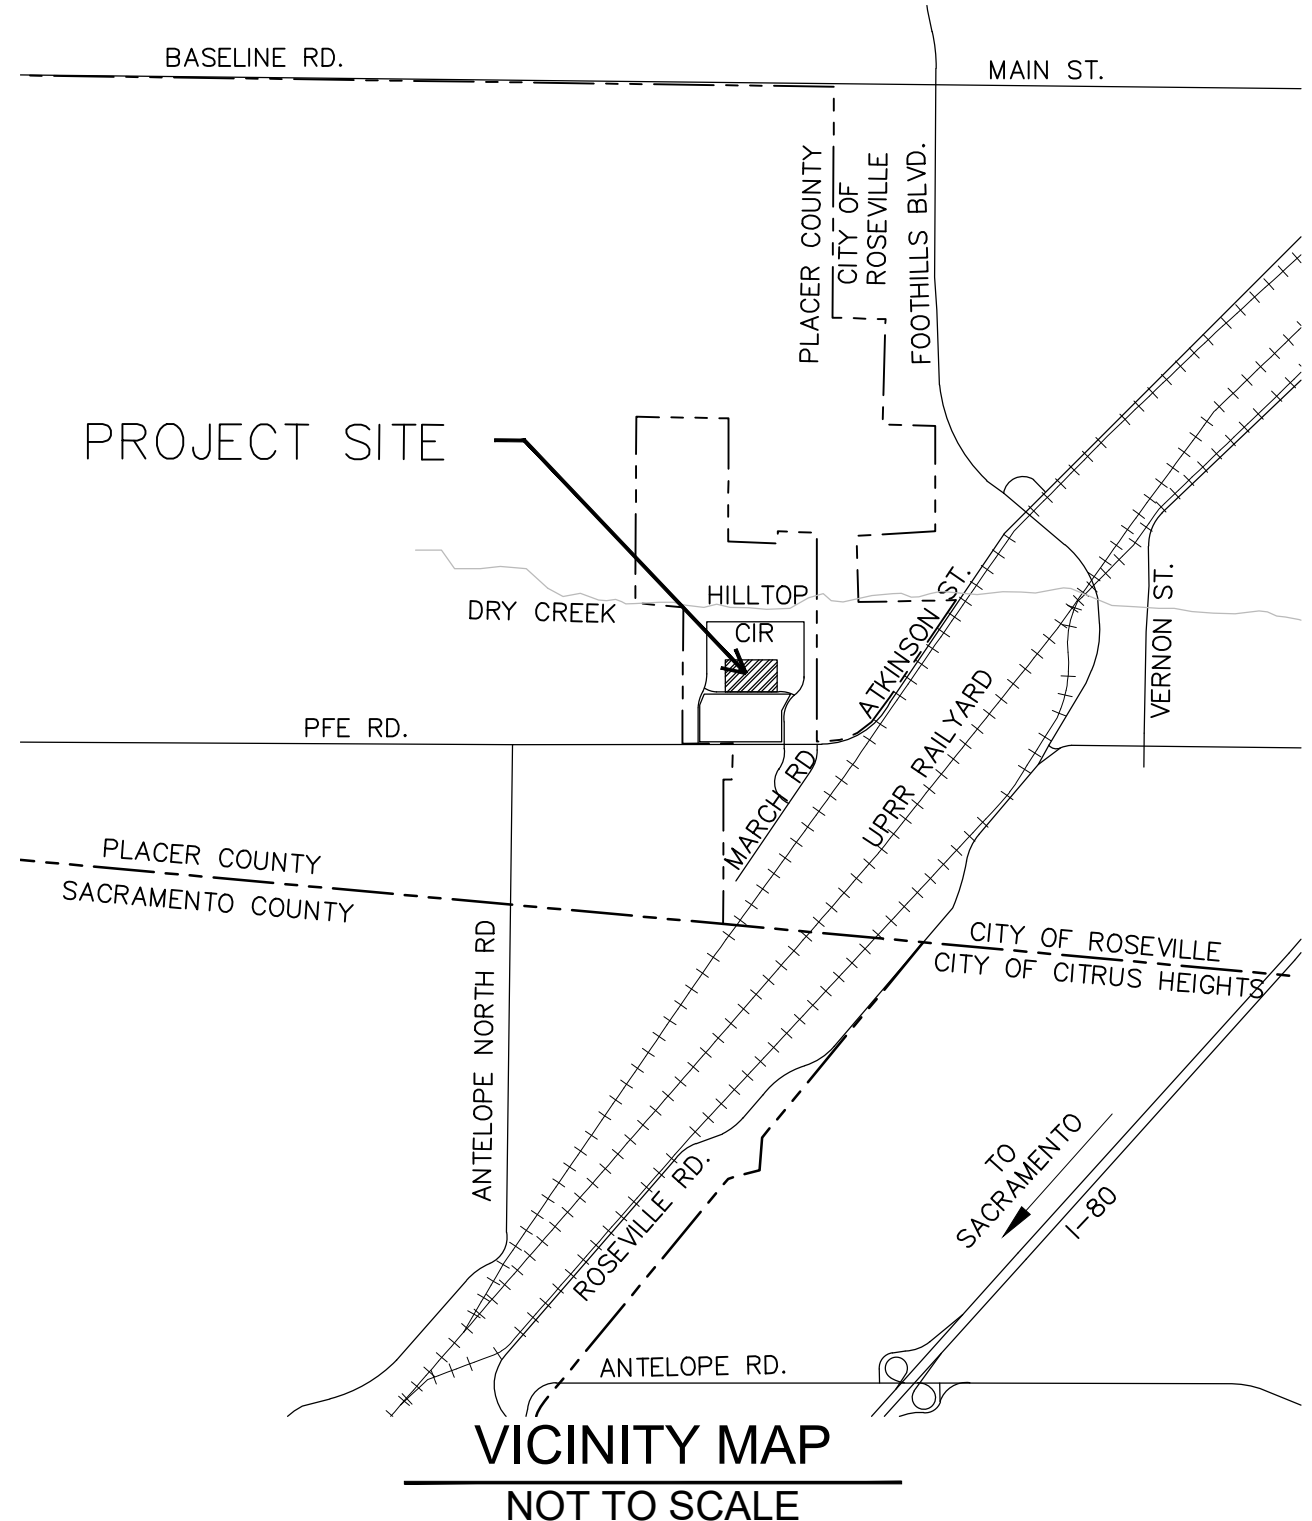 BASELINE RD.
MAIN ST.
PLACER COUNTY
CITY OF
ROSEVILLE
FOOTHILLS BLVD.
PROJECT SITE
HILLTOP
CIR
DRY CREEK
ATKINSON ST.
VERNON ST.
PFE RD.
UPRR RAILYARD
MARCH RD
PLACER COUNTY
SACRAMENTO COUNTY
ANTELOPE NORTH RD
CITY OF ROSEVILLE
CITY OF CITRUS HEIGHTS
ROSEVILLE RD.
TO
SACRAMENTO
I-80
ANTELOPE RD.
VICINITY MAP
NOT TO SCALE